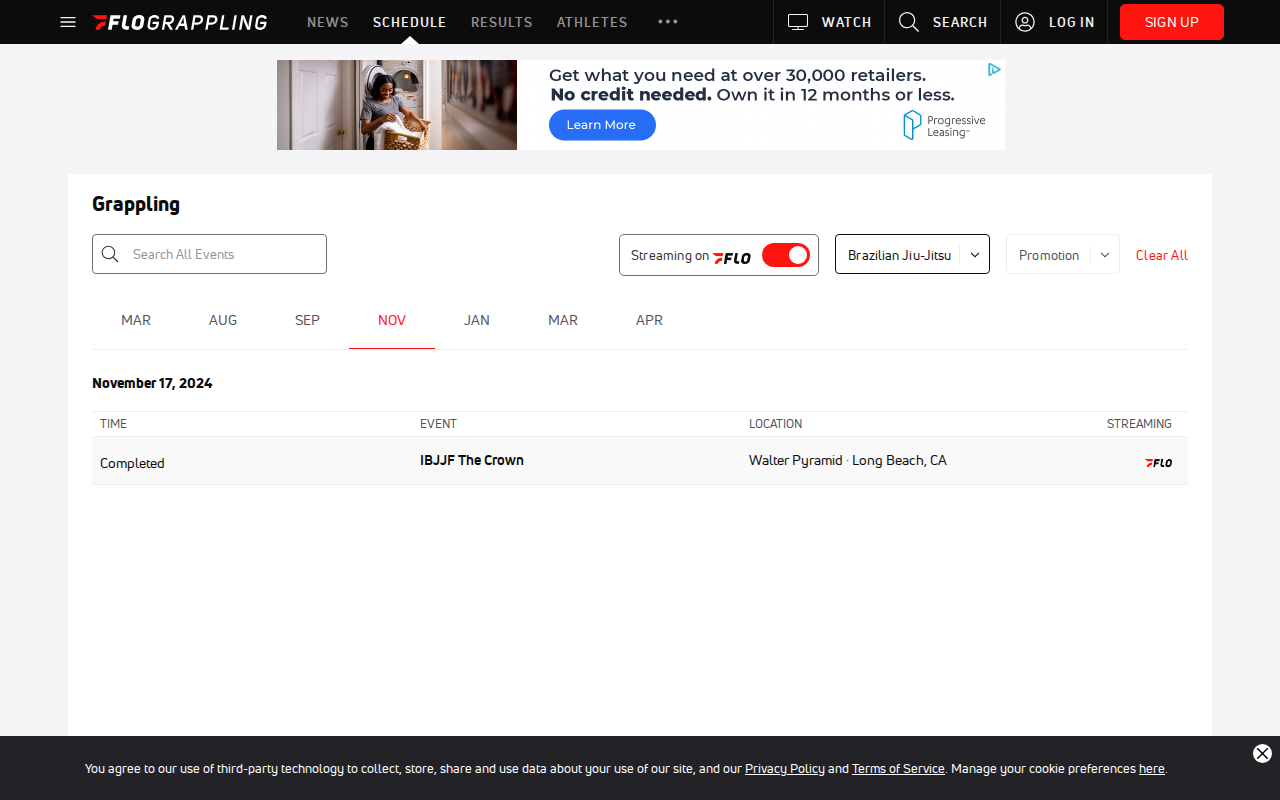 FLOGRAPPLING NEWS SCHEDULE RESULTS ATHLETES WATCH SEARCH LOG IN SIGN UP
Get what you need at over 30,000 retailers.
No credit needed. Own it in 12 months or less.
Learn More
Progressive
Leasing
Grappling
Search All Events
Streaming on FLO
Brazilian Jiu-Jitsu
Promotion
Clear All
MAR AUG SEP NOV JAN MAR APR
November 17, 2024
TIME EVENT LOCATION STREAMING
Completed IBJJF The Crown Walter Pyramid · Long Beach, CA FLO
You agree to our use of third-party technology to collect, store, share and use data about your use of our site, and our Privacy Policy and Terms of Service. Manage your cookie preferences here.